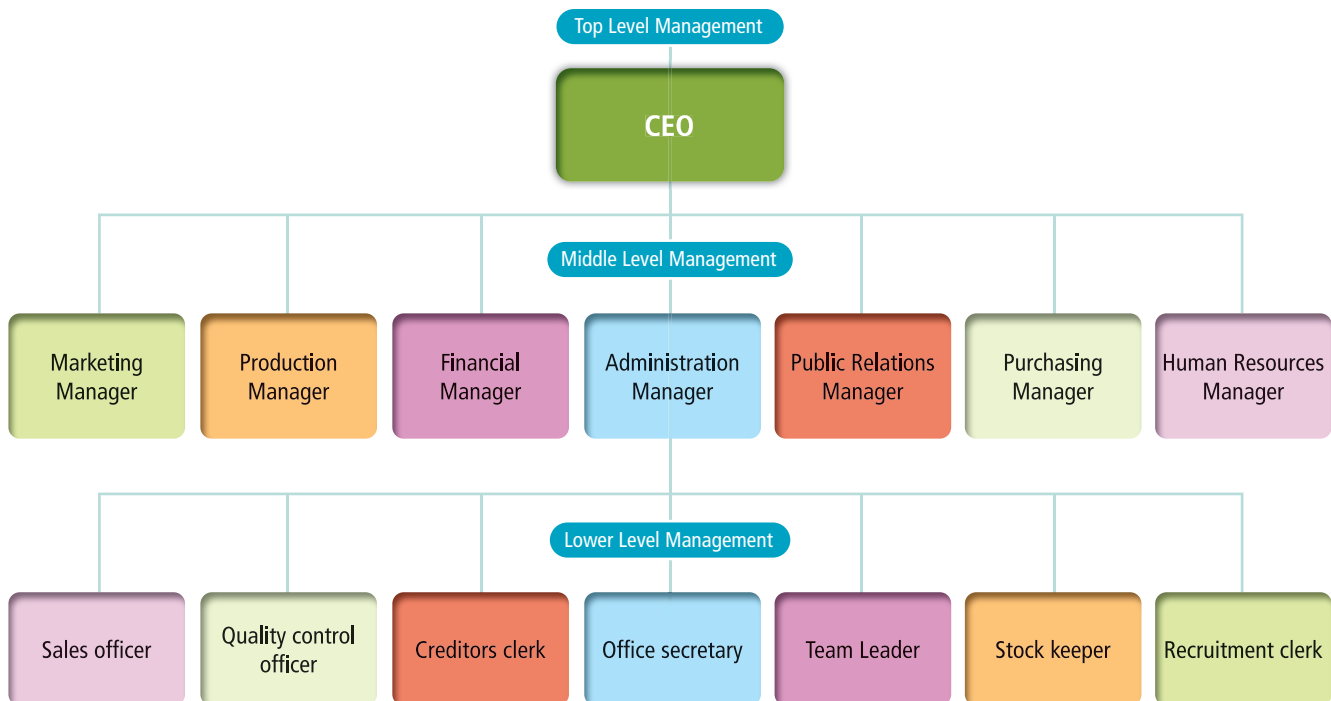 Top Level Management
CEO
Middle Level Management
Marketing
Manager
Production
Manager
Financial
Manager
Administration
Manager
Public Relations
Manager
Purchasing
Manager
Human Resources
Manager
Lower Level Management
Sales officer
Quality control
officer
Creditors clerk
Office secretary
Team Leader
Stock keeper
Recruitment clerk